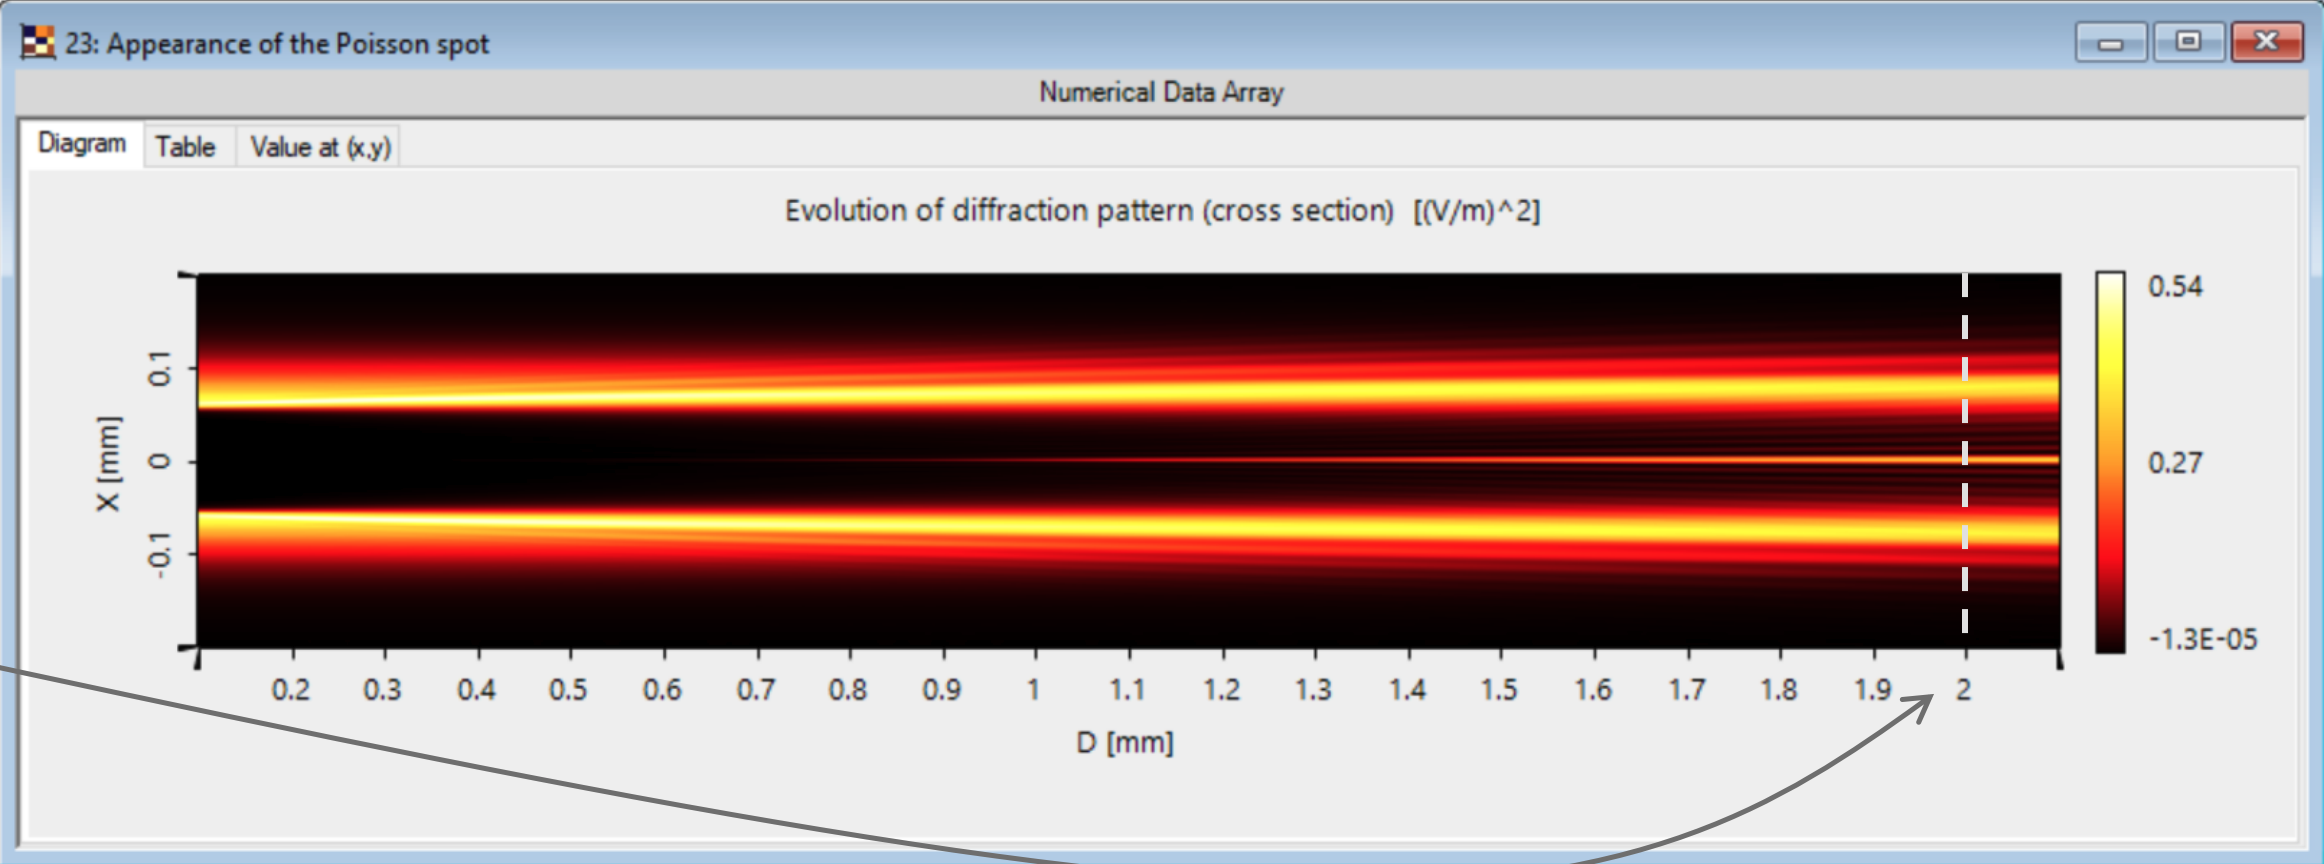 23: Appearance of the Poisson spot
Numerical Data Array
Diagram Table Value at (x,y)
Evolution of diffraction pattern (cross section) [(V/m)^2]
X [mm]
0.1
0
-0.1
0.2 0.3 0.4 0.5 0.6 0.7 0.8 0.9 1 1.1 1.2 1.3 1.4 1.5 1.6 1.7 1.8 1.9 2
D [mm]
0.54
0.27
-1.3E-05